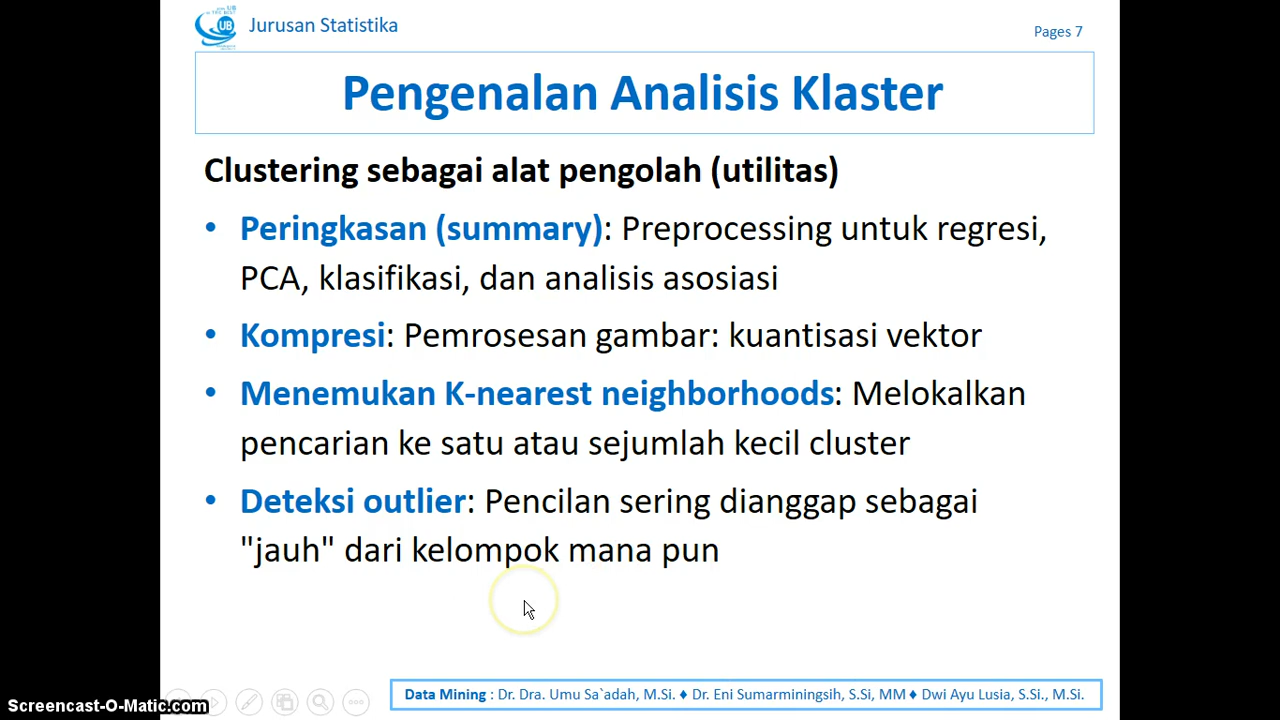 UB
Jurusan Statistika
Pages 7
Pengenalan Analisis Klaster
Clustering sebagai alat pengolah (utilitas)
• Peringkasan (summary): Preprocessing untuk regresi,
PCA, klasifikasi, dan analisis asosiasi
• Kompresi: Pemrosesan gambar: kuantisasi vektor
• Menemukan K-nearest neighborhoods: Melokalkan
pencarian ke satu atau sejumlah kecil cluster
• Deteksi outlier: Pencilan sering dianggap sebagai
"jauh" dari kelompok mana pun
Data Mining : Dr. Dra. Umu Sa`adah, M.Si. ♦ Dr. Eni Sumarminingsih, S.Si, MM ♦ Dwi Ayu Lusia, S.Si., M.Si.
Screencast-O-Matic.com